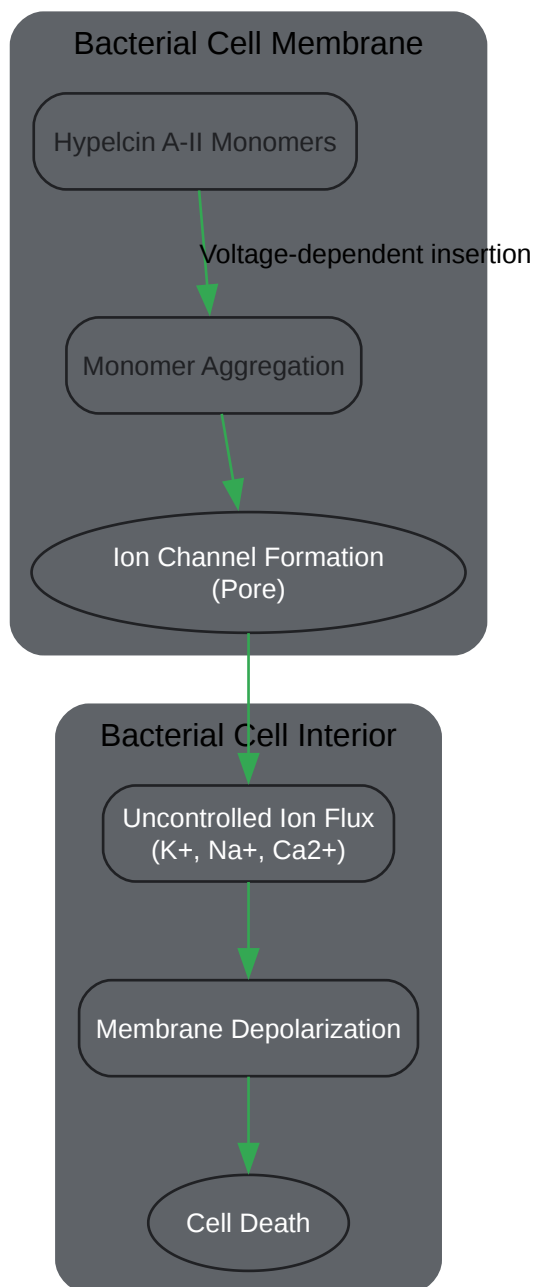 Bacterial Cell Membrane
Hypelcin A-II Monomers
Voltage-dependent insertion
Monomer Aggregation
Ion Channel Formation
(Pore)
Bacterial Cell Interior
Uncontrolled Ion Flux
(K+, Na+, Ca2+)
Membrane Depolarization
Cell Death